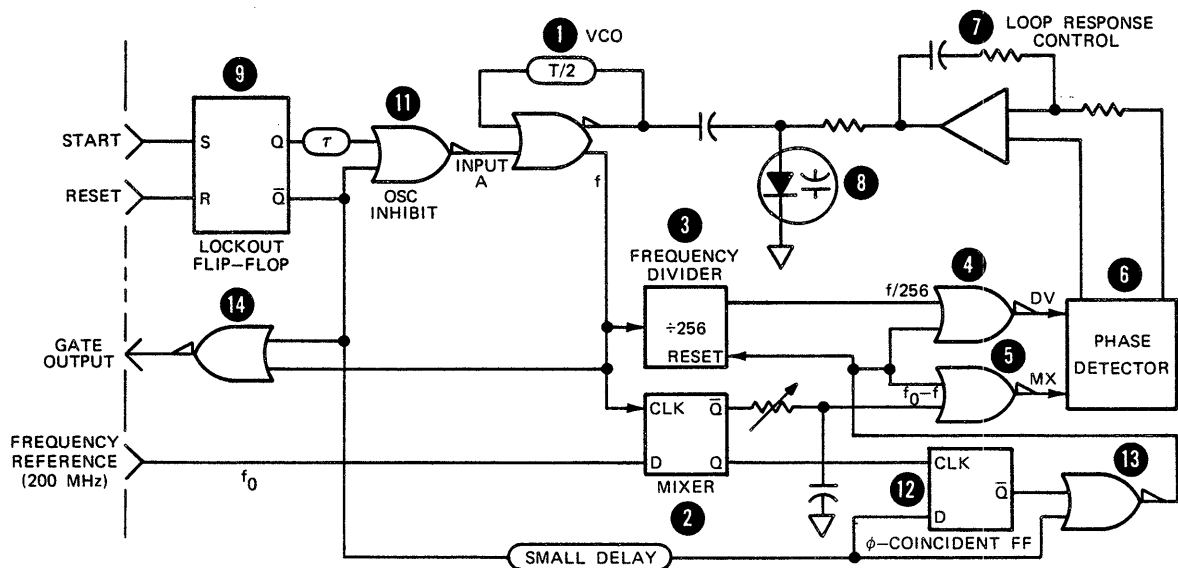 1 VCO
7 LOOP RESPONSE
CONTROL
T/2
9
11
START
S
Q
τ
INPUT
A
f
RESET
R
Q̅
OSC
INHIBIT
8
LOCKOUT
FLIP-FLOP
3
FREQUENCY
DIVIDER
4
f/256
DV
6
14
÷256
RESET
GATE
OUTPUT
5
PHASE
DETECTOR
f₀-f
MX
CLK
Q̅
FREQUENCY
REFERENCE
(200 MHz)
f₀
D
Q
MIXER
2
CLK
12
Q̅
D
13
φ-COINCIDENT FF
SMALL DELAY